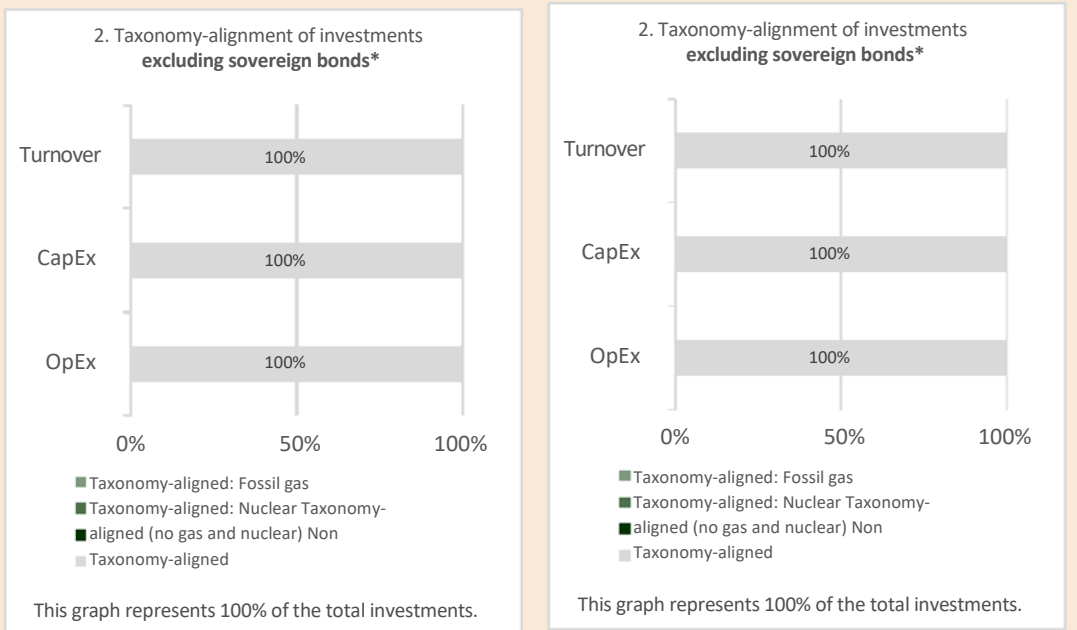 2. Taxonomy-alignment of investments
excluding sovereign bonds*
Turnover
100%
CapEx
100%
OpEx
100%
0% 50% 100%
Taxonomy-aligned: Fossil gas
Taxonomy-aligned: Nuclear Taxonomy-
aligned (no gas and nuclear) Non
Taxonomy-aligned
This graph represents 100% of the total investments.
2. Taxonomy-alignment of investments
excluding sovereign bonds*
Turnover
100%
CapEx
100%
OpEx
100%
0% 50% 100%
Taxonomy-aligned: Fossil gas
Taxonomy-aligned: Nuclear Taxonomy-
aligned (no gas and nuclear) Non
Taxonomy-aligned
This graph represents 100% of the total investments.